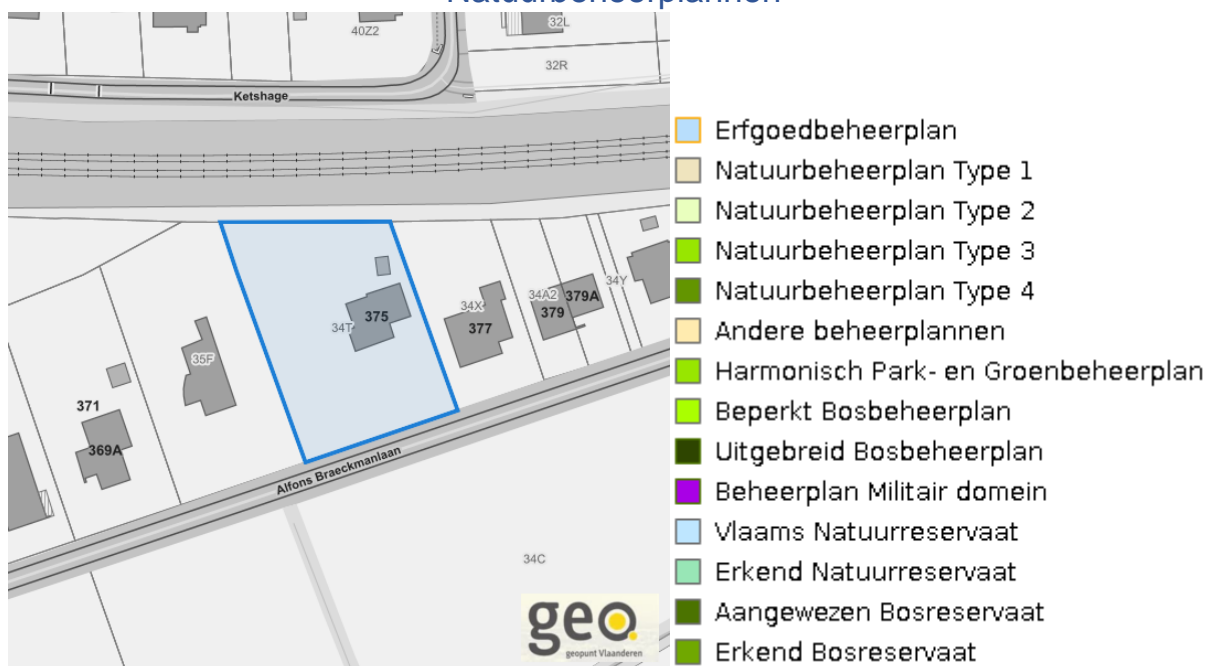 Natuurbeheerplannen
40Z2
32L
32R
Ketshage
34T
375
34X
377
34A2
379
379A
34Y
35F
371
369A
Alfons Braeckmanlaan
34C
geo
geopunt Vlaanderen
Erfgoedbeheerplan
Natuurbeheerplan Type 1
Natuurbeheerplan Type 2
Natuurbeheerplan Type 3
Natuurbeheerplan Type 4
Andere beheerplannen
Harmonisch Park- en Groenbeheerplan
Beperkt Bosbeheerplan
Uitgebreid Bosbeheerplan
Beheerplan Militair domein
Vlaams Natuurreservaat
Erkend Natuurreservaat
Aangewezen Bosreservaat
Erkend Bosreservaat